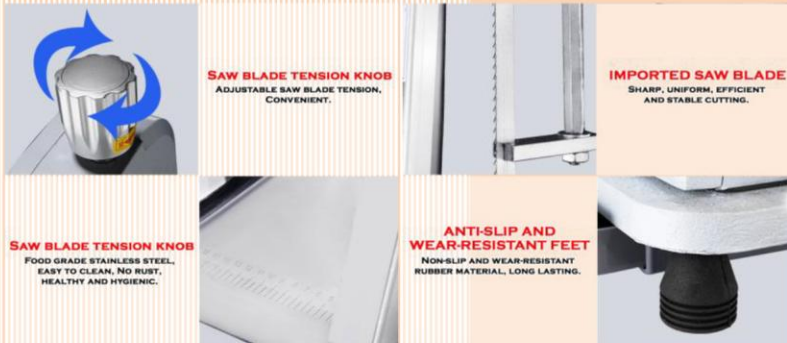 SAW BLADE TENSION KNOB
ADJUSTABLE SAW BLADE TENSION,
CONVENIENT.
IMPORTED SAW BLADE
SHARP, UNIFORM, EFFICIENT
AND STABLE CUTTING.
SAW BLADE TENSION KNOB
FOOD GRADE STAINLESS STEEL,
EASY TO CLEAN, NO RUST,
HEALTHY AND HYGIENIC.
ANTI-SLIP AND
WEAR-RESISTANT FEET
NON-SLIP AND WEAR-RESISTANT
RUBBER MATERIAL, LONG LASTING.